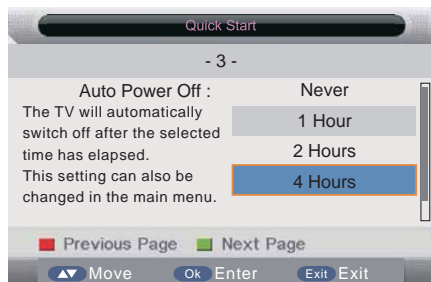 Quick Start
- 3 -
Auto Power Off :
The TV will automatically
switch off after the selected
time has elapsed.
This setting can also be
changed in the main menu.
Never
1 Hour
2 Hours
4 Hours
Previous Page Next Page
Move Ok Enter Exit Exit